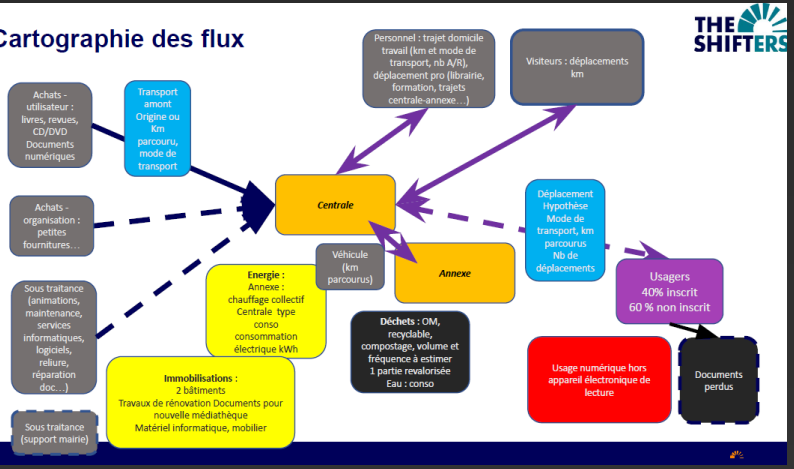 Cartographie des flux
THE
SHIFTERS
Personnel : trajet domicile
travail (km et mode de
transport, nb A/R),
déplacement pro (librairie,
formation, trajets
centrale-annexe…)
Visiteurs : déplacements
km
Achats -
utilisateur :
livres, revues,
CD/DVD
Documents
numériques
Transport
amont
Origine ou
Km
parcouru,
mode de
transport
Centrale
Déplacement
Hypothèse
Mode de
transport, km
parcourus
Nb de
déplacements
Achats -
organisation :
petites
fournitures…
Véhicule
(km
parcourus)
Annexe
Usagers
40% inscrit
60 % non inscrit
Energie :
Annexe :
chauffage collectif
Centrale type
conso
consommation
électrique kWh
Sous traitance
(animations,
maintenance,
services
informatiques,
logiciels,
reliure,
réparation
doc…)
Déchets : OM,
recyclable,
compostage, volume et
fréquence à estimer
1 partie revalorisée
Eau : conso
Usage numérique hors
appareil électronique de
lecture
Documents
perdus
Immobilisations :
2 bâtiments
Travaux de rénovation Documents pour
nouvelle médiathèque
Matériel informatique, mobilier
Sous traitance
(support mairie)